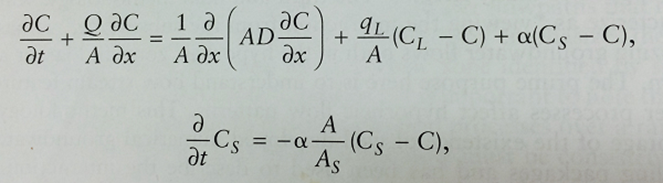 ∂C/∂t + Q/A ∂C/∂x = 1/A ∂/∂x (AD ∂C/∂x) + q_L/A (C_L − C) + α(C_S − C),
∂/∂t C_S = −α A/A_S (C_S − C),